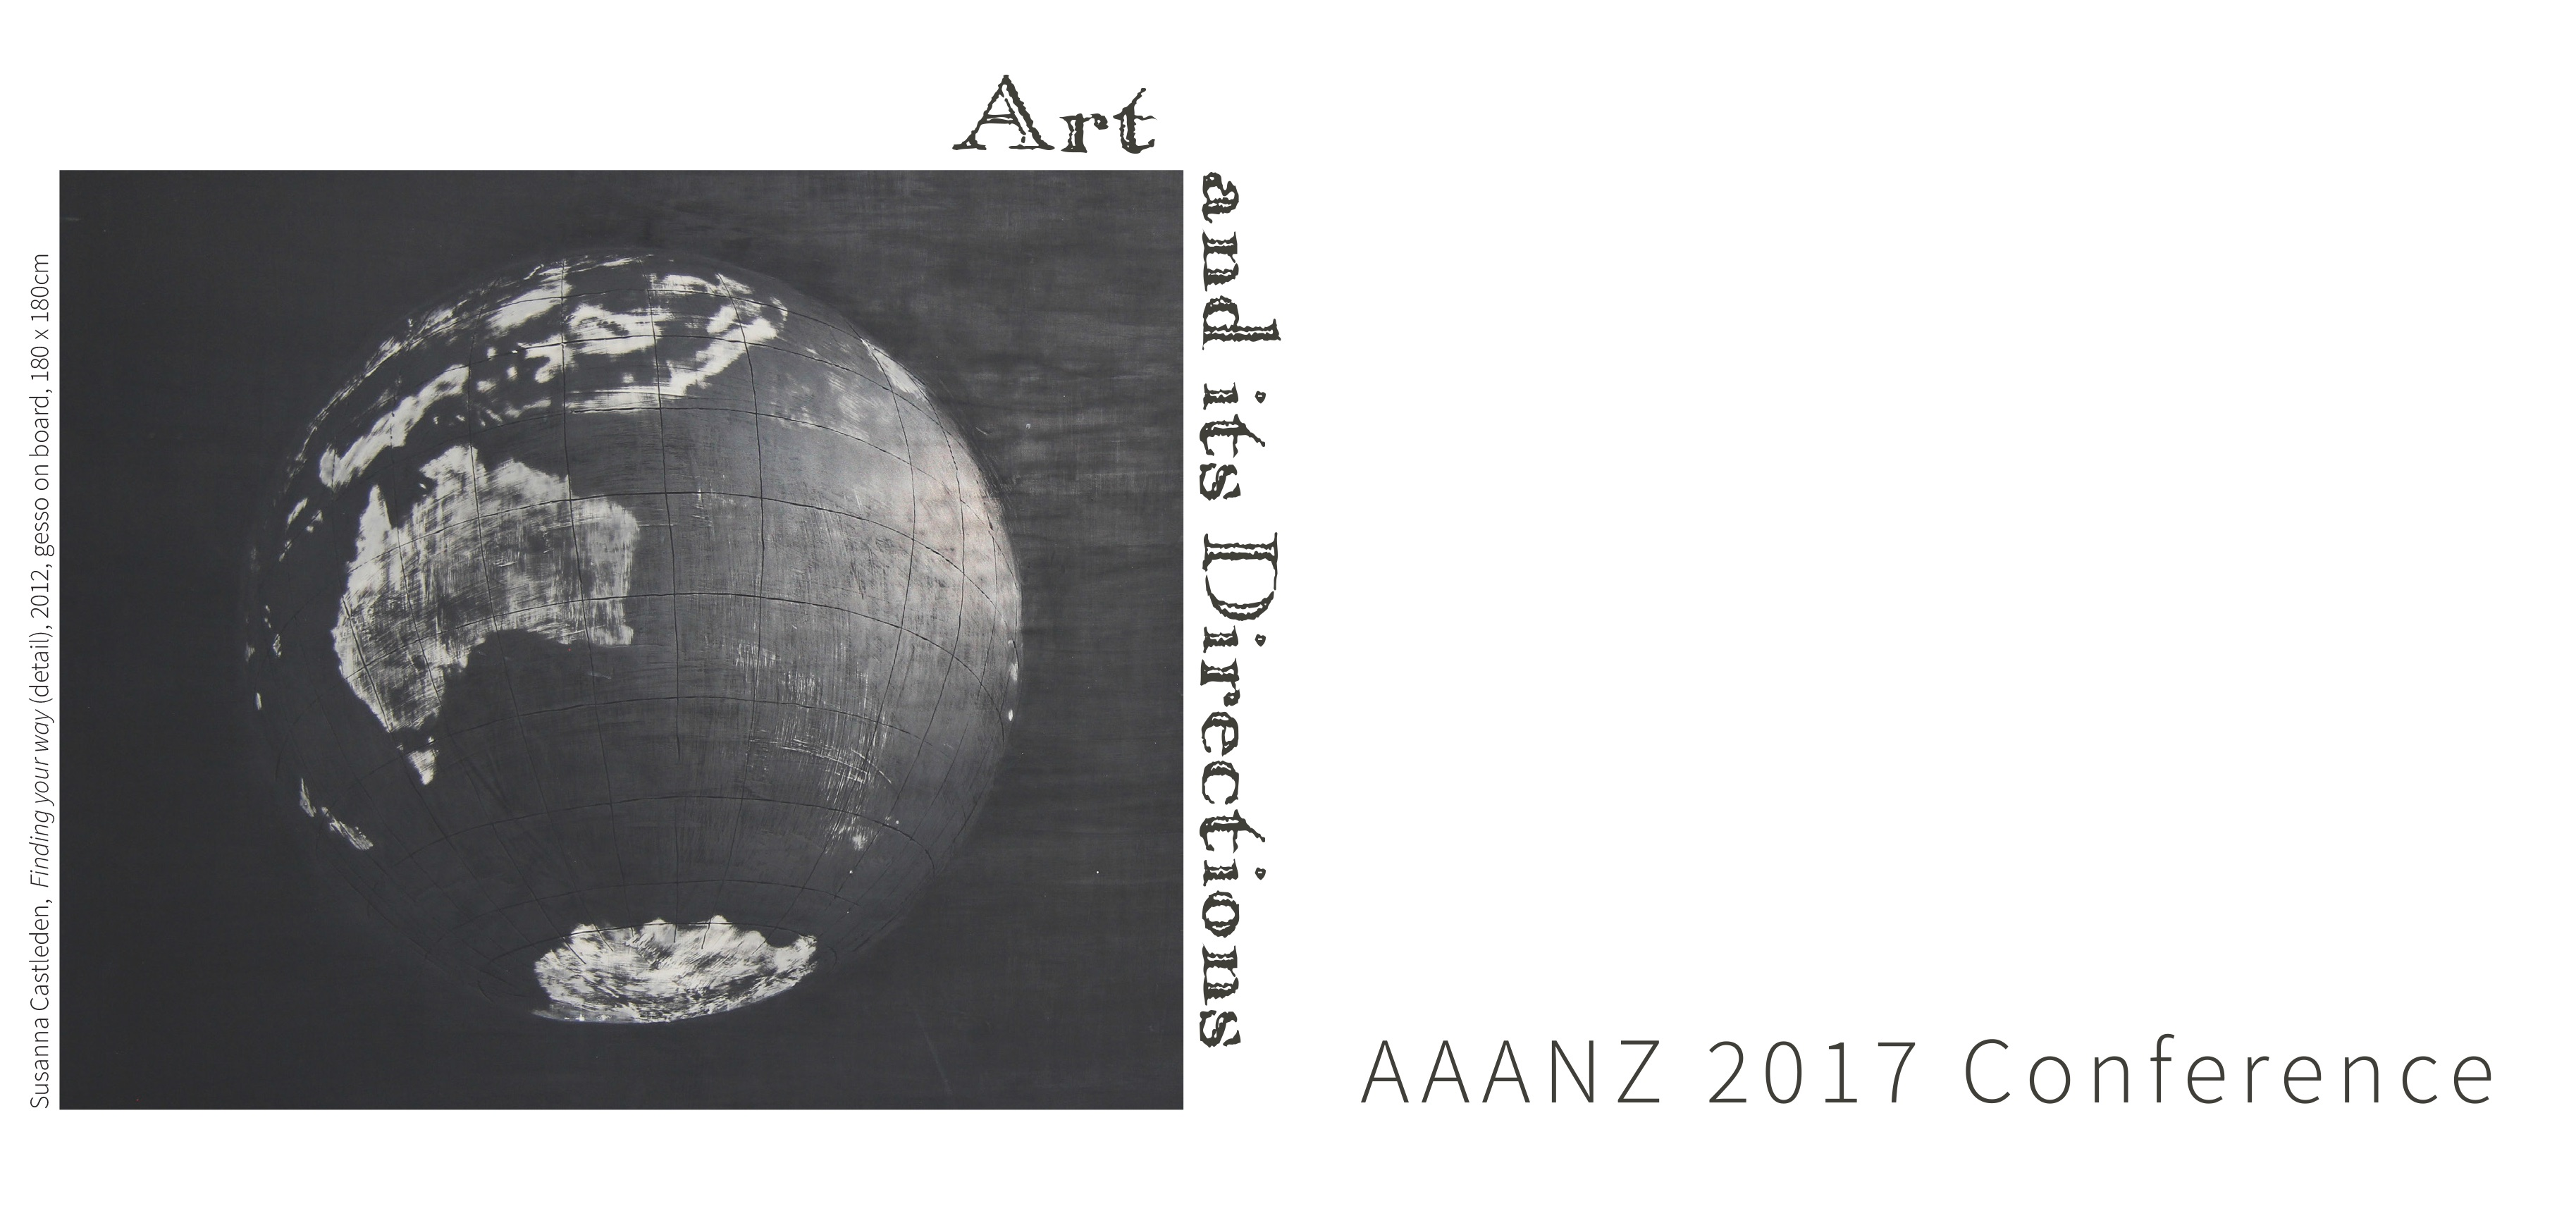 Art
and its Directions
Susanna Castleden, Finding your way (detail), 2012, gesso on board, 180 x 180cm
AAANZ 2017 Conference